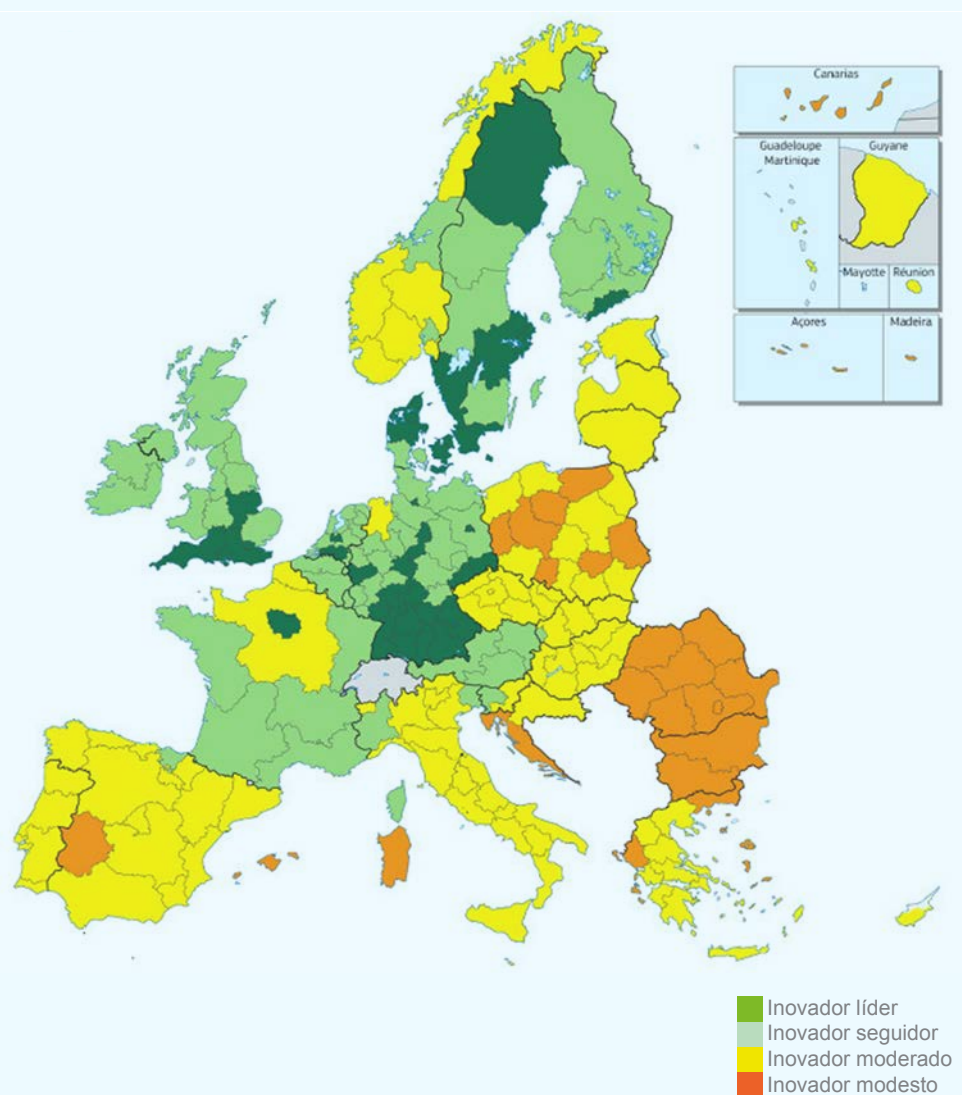 Canarias
Guadeloupe
Martinique
Guyane
Mayotte
Réunion
Açores
Madeira
Inovador líder
Inovador seguidor
Inovador moderado
Inovador modesto